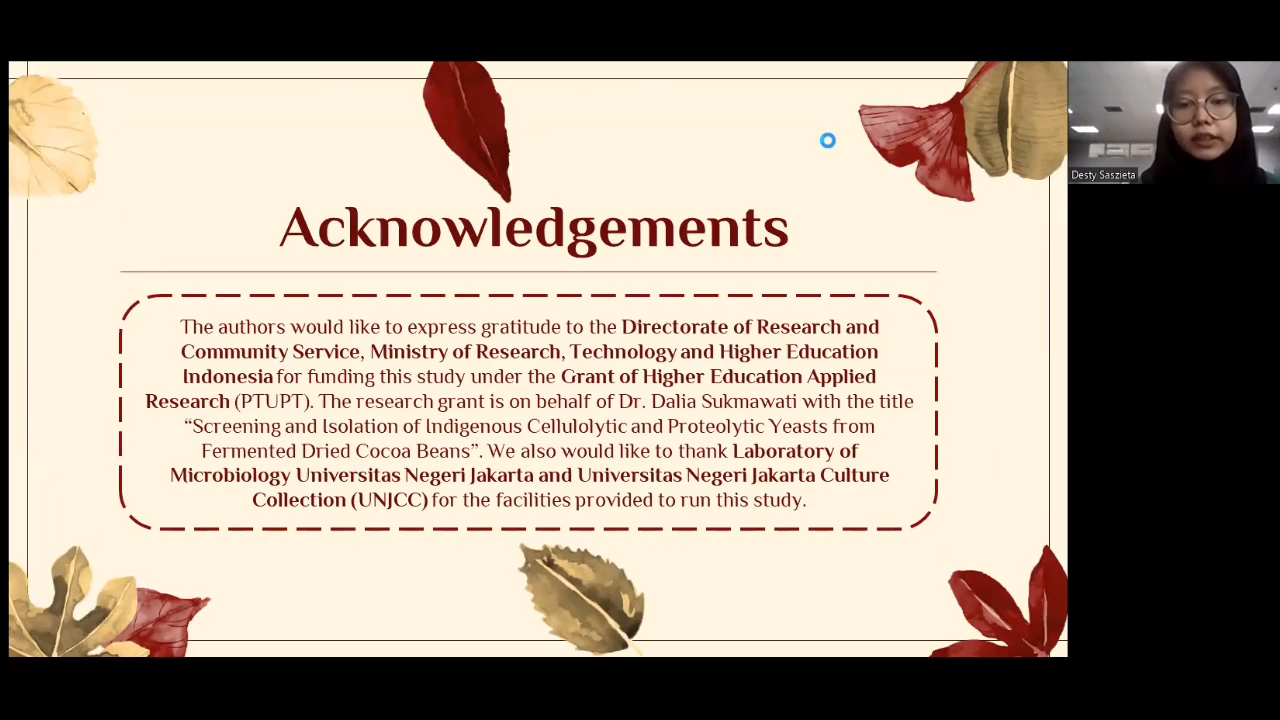 Acknowledgements
The authors would like to express gratitude to the Directorate of Research and
Community Service, Ministry of Research, Technology and Higher Education
Indonesia for funding this study under the Grant of Higher Education Applied
Research (PTUPT). The research grant is on behalf of Dr. Dalia Sukmawati with the title
“Screening and Isolation of Indigenous Cellulolytic and Proteolytic Yeasts from
Fermented Dried Cocoa Beans”. We also would like to thank Laboratory of
Microbiology Universitas Negeri Jakarta and Universitas Negeri Jakarta Culture
Collection (UNJCC) for the facilities provided to run this study.
Desty Saszieta